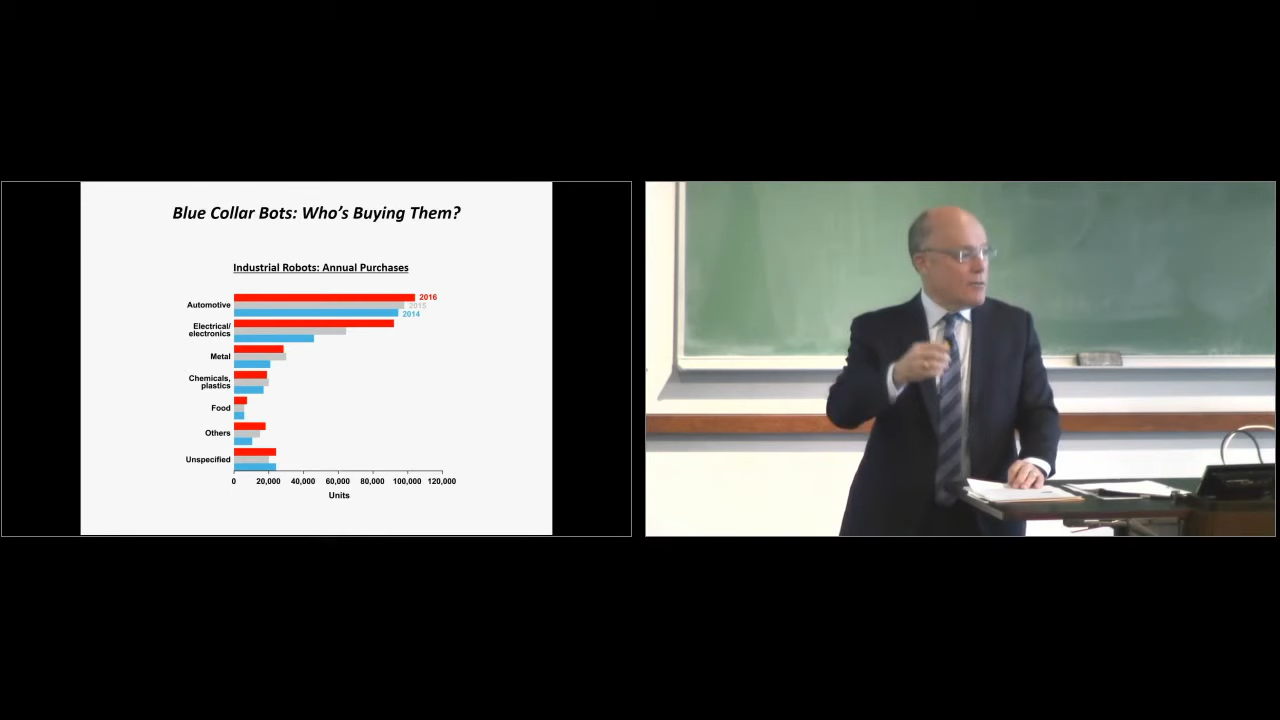 Blue Collar Bots: Who's Buying Them?
Industrial Robots: Annual Purchases
2016
Automotive
2015
2014
Electrical/
electronics
Metal
Chemicals,
plastics
Food
Others
Unspecified
0 20,000 40,000 60,000 80,000 100,000 120,000
Units